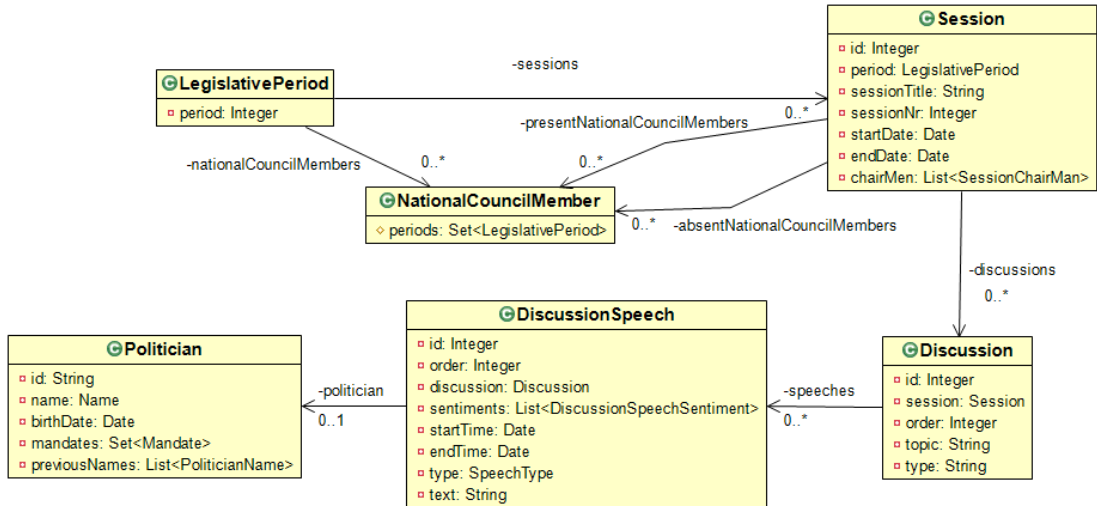 Session
id: Integer
period: LegislativePeriod
sessionTitle: String
sessionNr: Integer
startDate: Date
endDate: Date
chairMen: List<SessionChairMan>
-sessions
0..*
LegislativePeriod
period: Integer
-presentNationalCouncilMembers
0..*
-nationalCouncilMembers
0..*
NationalCouncilMember
periods: Set<LegislativePeriod>
0..*
-absentNationalCouncilMembers
-discussions
0..*
DiscussionSpeech
id: Integer
order: Integer
discussion: Discussion
sentiments: List<DiscussionSpeechSentiment>
startTime: Date
endTime: Date
type: SpeechType
text: String
Politician
id: String
name: Name
birthDate: Date
mandates: Set<Mandate>
previousNames: List<PoliticianName>
-politician
0..1
-speeches
0..*
Discussion
id: Integer
session: Session
order: Integer
topic: String
type: String